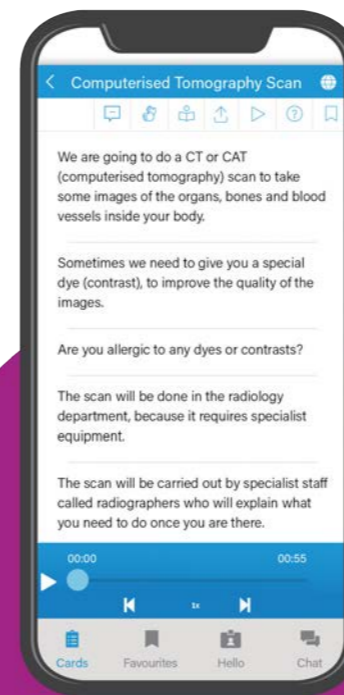 Computerised Tomography Scan
We are going to do a CT or CAT
(computerised tomography) scan to take
some images of the organs, bones and blood
vessels inside your body.
Sometimes we need to give you a special
dye (contrast), to improve the quality of the
images.
Are you allergic to any dyes or contrasts?
The scan will be done in the radiology
department, because it requires specialist
equipment.
The scan will be carried out by specialist staff
called radiographers who will explain what
you need to do once you are there.
00:00 00:55
1x
Cards Favourites Hello Chat